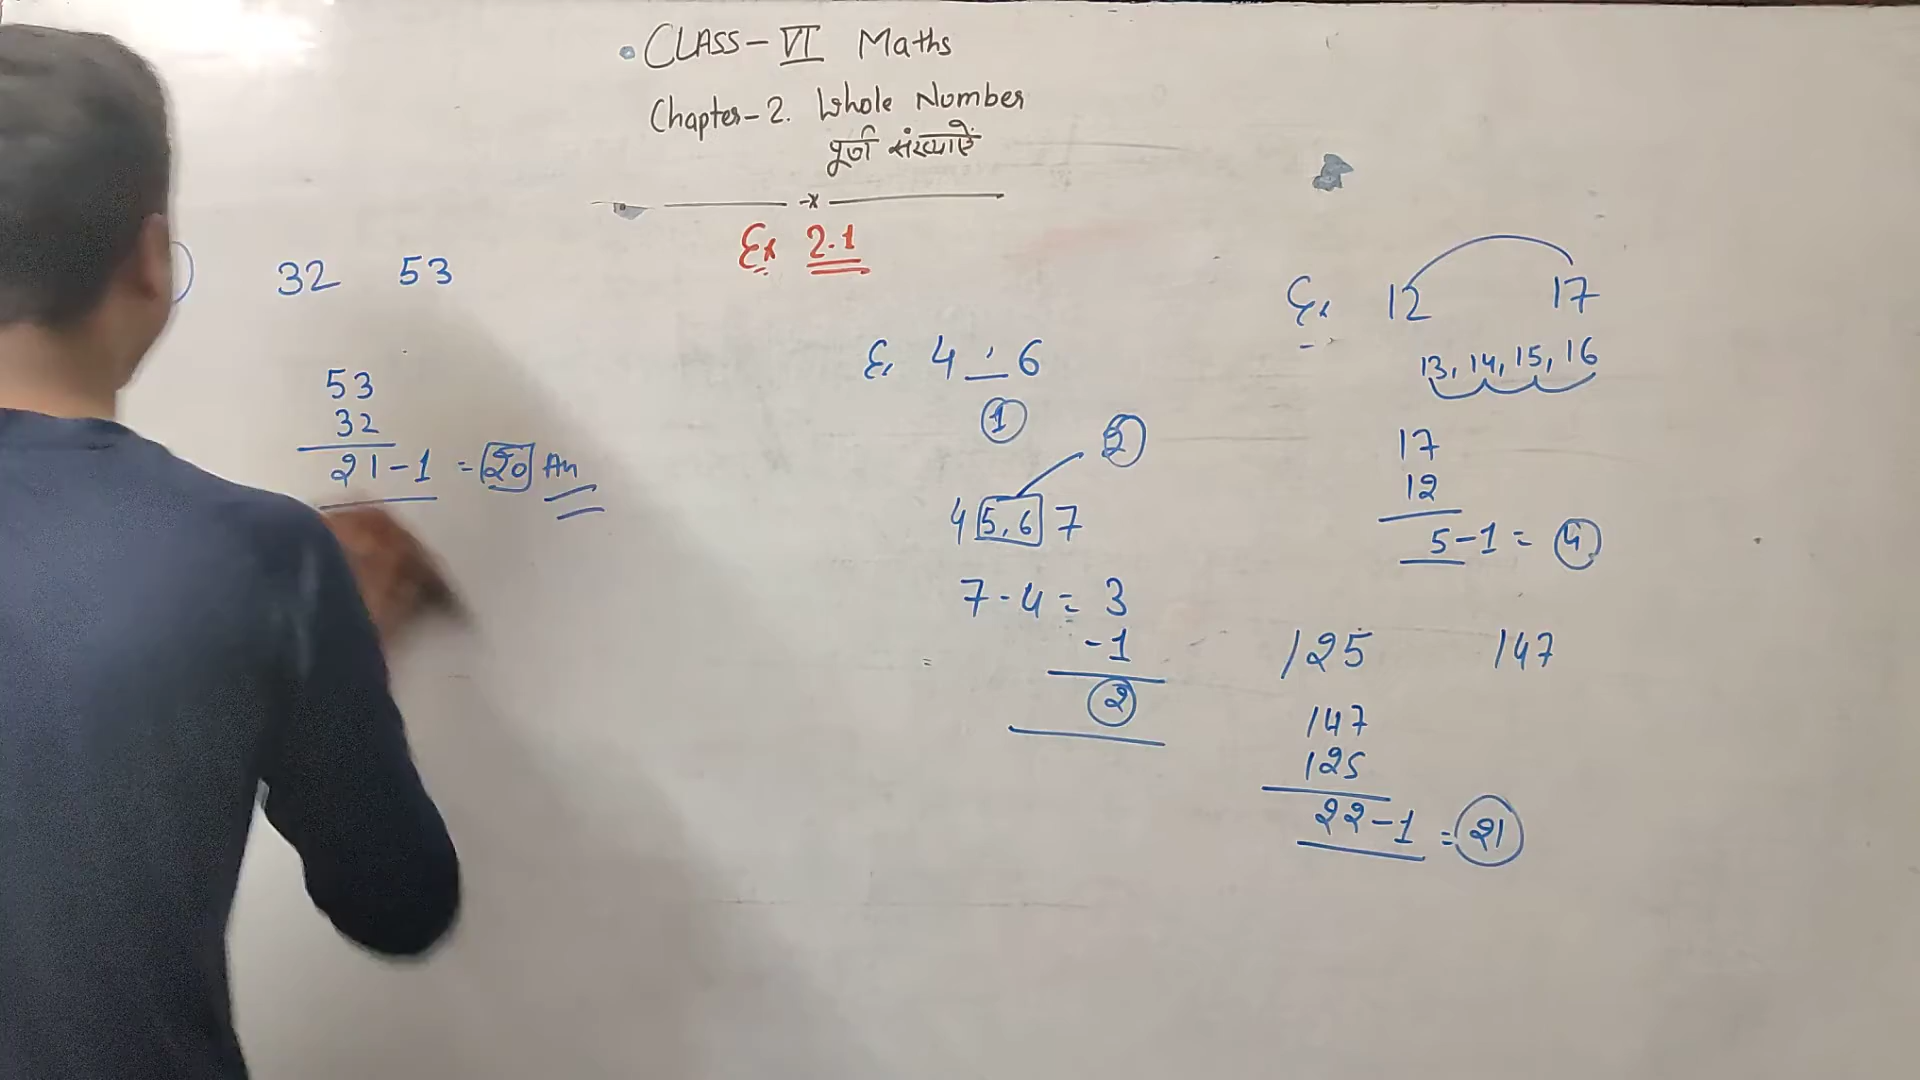 • CLASS-VI Maths
Chapter-2. Whole Number
पूर्ण संख्याऐं
x
Ex 2.1
32 53
53
32
21-1 = 20 An
E. 4 , 6
1
2
4 5, 6 7
7-4 = 3
-1
2
Ex 12 17
13, 14, 15, 16
17
12
5-1 = 4
125 147
147
125
22-1 = 21